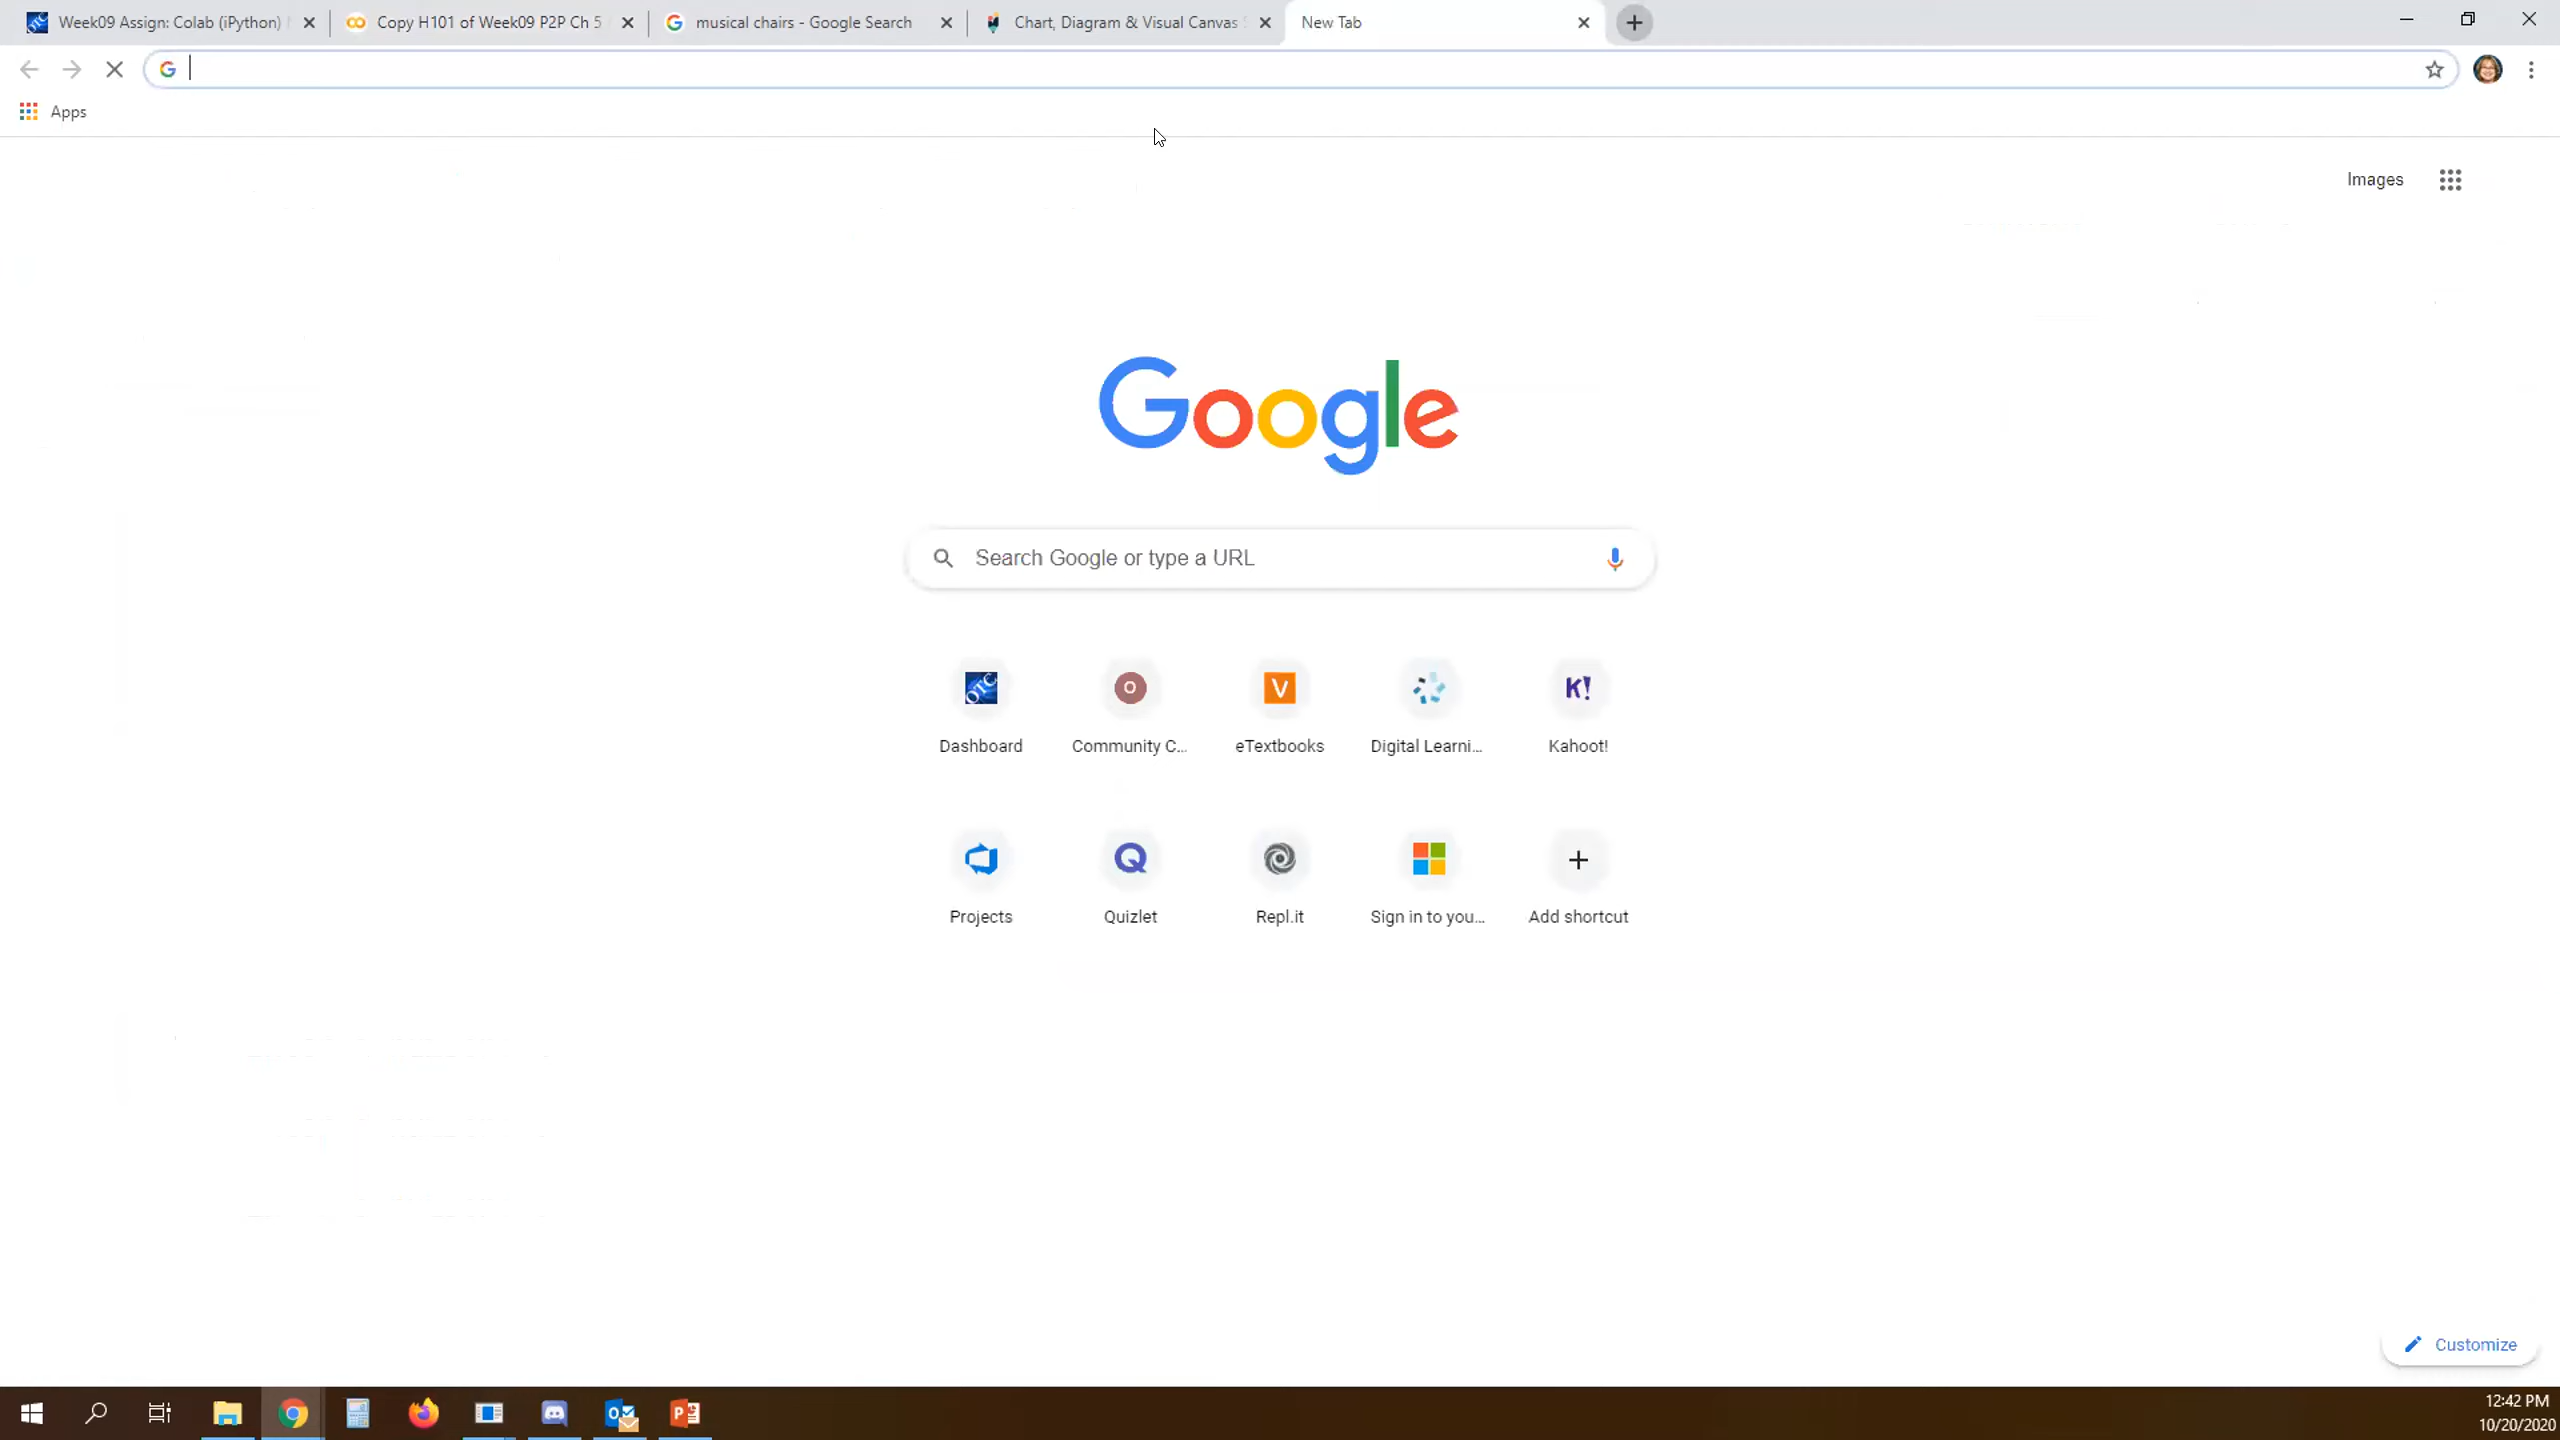 Week09 Assign: Colab (iPython)
Copy H101 of Week09 P2P Ch 5
musical chairs - Google Search
Chart, Diagram & Visual Canvas
New Tab
Apps
Images
Google
Search Google or type a URL
OTC
O
V
K!
Dashboard
Community C...
eTextbooks
Digital Learni...
Kahoot!
Projects
Quizlet
Repl.it
Sign in to you...
Add shortcut
Customize
12:42 PM
10/20/2020